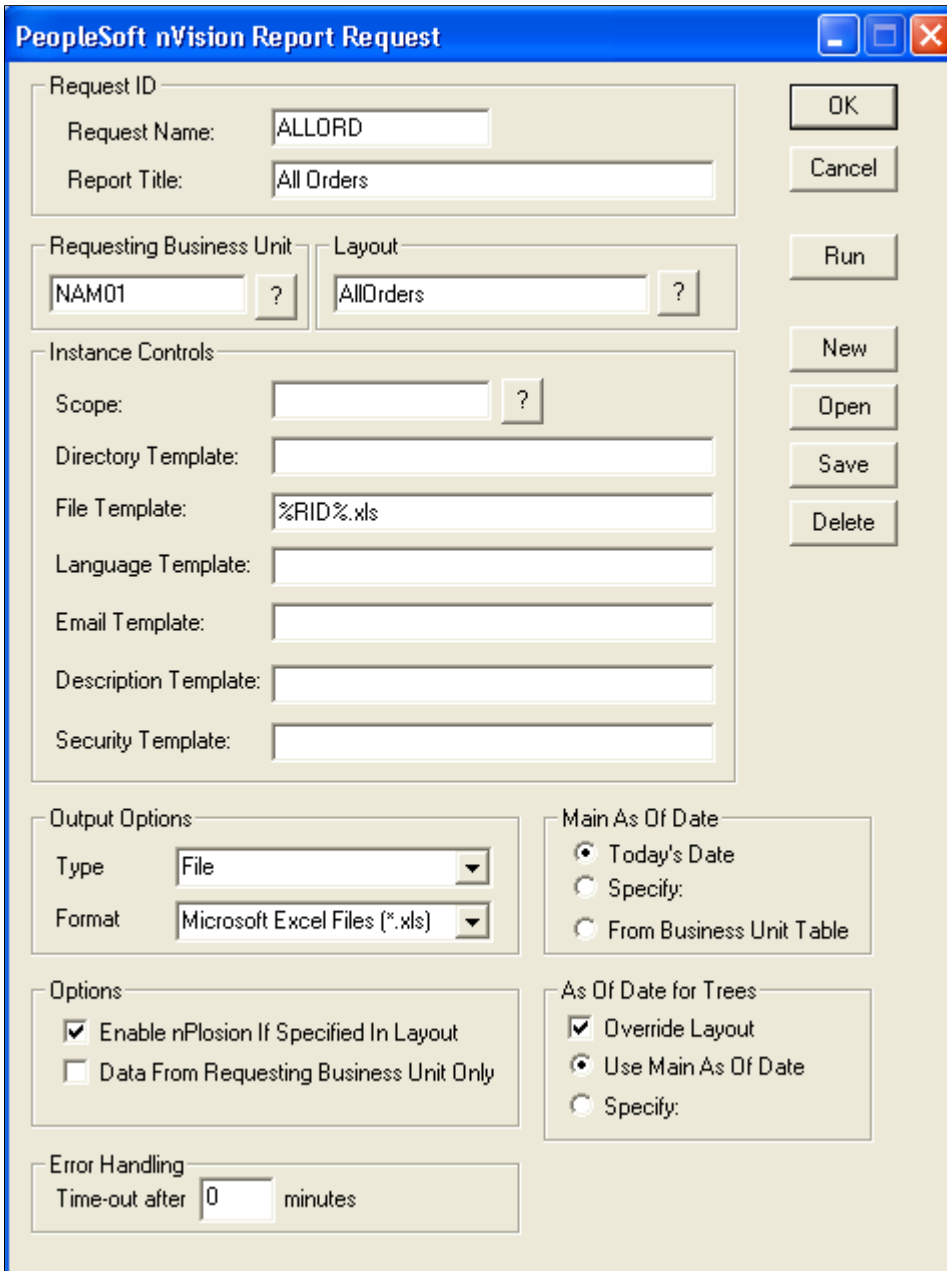 PeopleSoft nVision Report Request
Request ID
Request Name: ALLORD
Report Title: All Orders
OK
Cancel
Requesting Business Unit
NAM01 ?
Layout
AllOrders ?
Run
Instance Controls
Scope: ?
Directory Template:
File Template: %RID%.xls
Language Template:
Email Template:
Description Template:
Security Template:
New
Open
Save
Delete
Output Options
Type File
Format Microsoft Excel Files (*.xls)
Main As Of Date
Today's Date
Specify:
From Business Unit Table
Options
Enable nPlosion If Specified In Layout
Data From Requesting Business Unit Only
As Of Date for Trees
Override Layout
Use Main As Of Date
Specify:
Error Handling
Time-out after 0 minutes